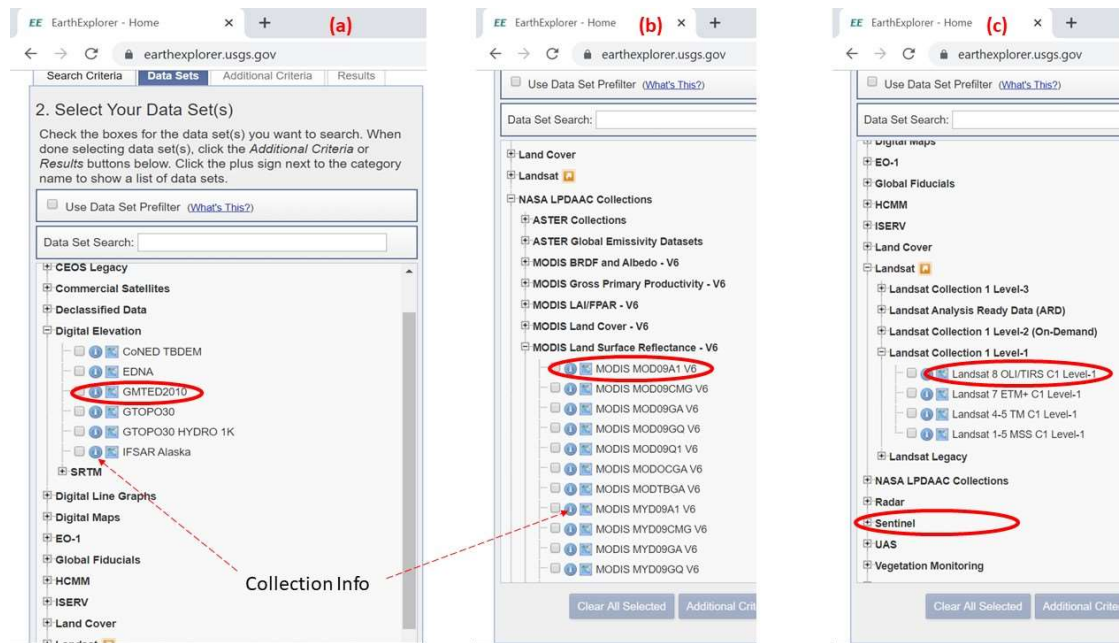 EE EarthExplorer - Home × + (a)
← → C earthexplorer.usgs.gov
Search Criteria Data Sets Additional Criteria Results
2. Select Your Data Set(s)
Check the boxes for the data set(s) you want to search. When
done selecting data set(s), click the Additional Criteria or
Results buttons below. Click the plus sign next to the category
name to show a list of data sets.
Use Data Set Prefilter (What's This?)
Data Set Search:
CEOS Legacy
Commercial Satellites
Declassified Data
Digital Elevation
CoNED TBDEM
EDNA
GMTED2010
GTOPO30
GTOPO30 HYDRO 1K
IFSAR Alaska
SRTM
Digital Line Graphs
Digital Maps
EO-1
Global Fiducials
HCMM
ISERV
Land Cover
Landsat
Collection Info
EE EarthExplorer - Home (b) × +
← → C earthexplorer.usgs.gov
Use Data Set Prefilter (What's This?)
Data Set Search:
Land Cover
Landsat
NASA LPDAAC Collections
ASTER Collections
ASTER Global Emissivity Datasets
MODIS BRDF and Albedo - V6
MODIS Gross Primary Productivity - V6
MODIS LAI/FPAR - V6
MODIS Land Cover - V6
MODIS Land Surface Reflectance - V6
MODIS MOD09A1 V6
MODIS MOD09CMG V6
MODIS MOD09GA V6
MODIS MOD09GQ V6
MODIS MOD09Q1 V6
MODIS MODOCGA V6
MODIS MODTBGA V6
MODIS MYD09A1 V6
MODIS MYD09CMG V6
MODIS MYD09GA V6
MODIS MYD09GQ V6
Clear All Selected Additional Crit
EE EarthExplorer - Home (c) × +
← → C earthexplorer.usgs.gov
Use Data Set Prefilter (What's This?)
Data Set Search:
Digital Maps
EO-1
Global Fiducials
HCMM
ISERV
Land Cover
Landsat
Landsat Collection 1 Level-3
Landsat Analysis Ready Data (ARD)
Landsat Collection 1 Level-2 (On-Demand)
Landsat Collection 1 Level-1
Landsat 8 OLI/TIRS C1 Level-1
Landsat 7 ETM+ C1 Level-1
Landsat 4-5 TM C1 Level-1
Landsat 1-5 MSS C1 Level-1
Landsat Legacy
NASA LPDAAC Collections
Radar
Sentinel
UAS
Vegetation Monitoring
Clear All Selected Additional Crite